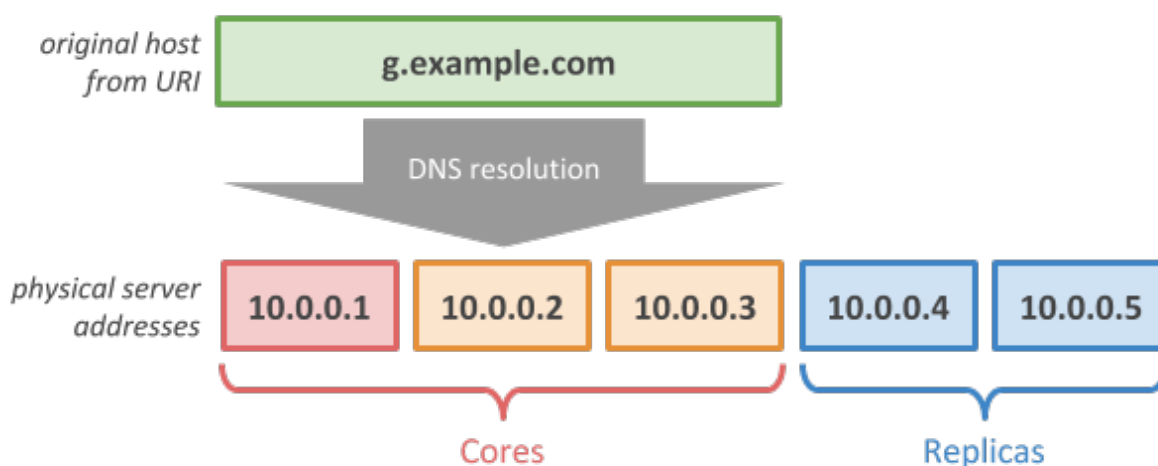 original host
from URI
g.example.com
DNS resolution
physical server
addresses
10.0.0.1
10.0.0.2
10.0.0.3
10.0.0.4
10.0.0.5
Cores
Replicas